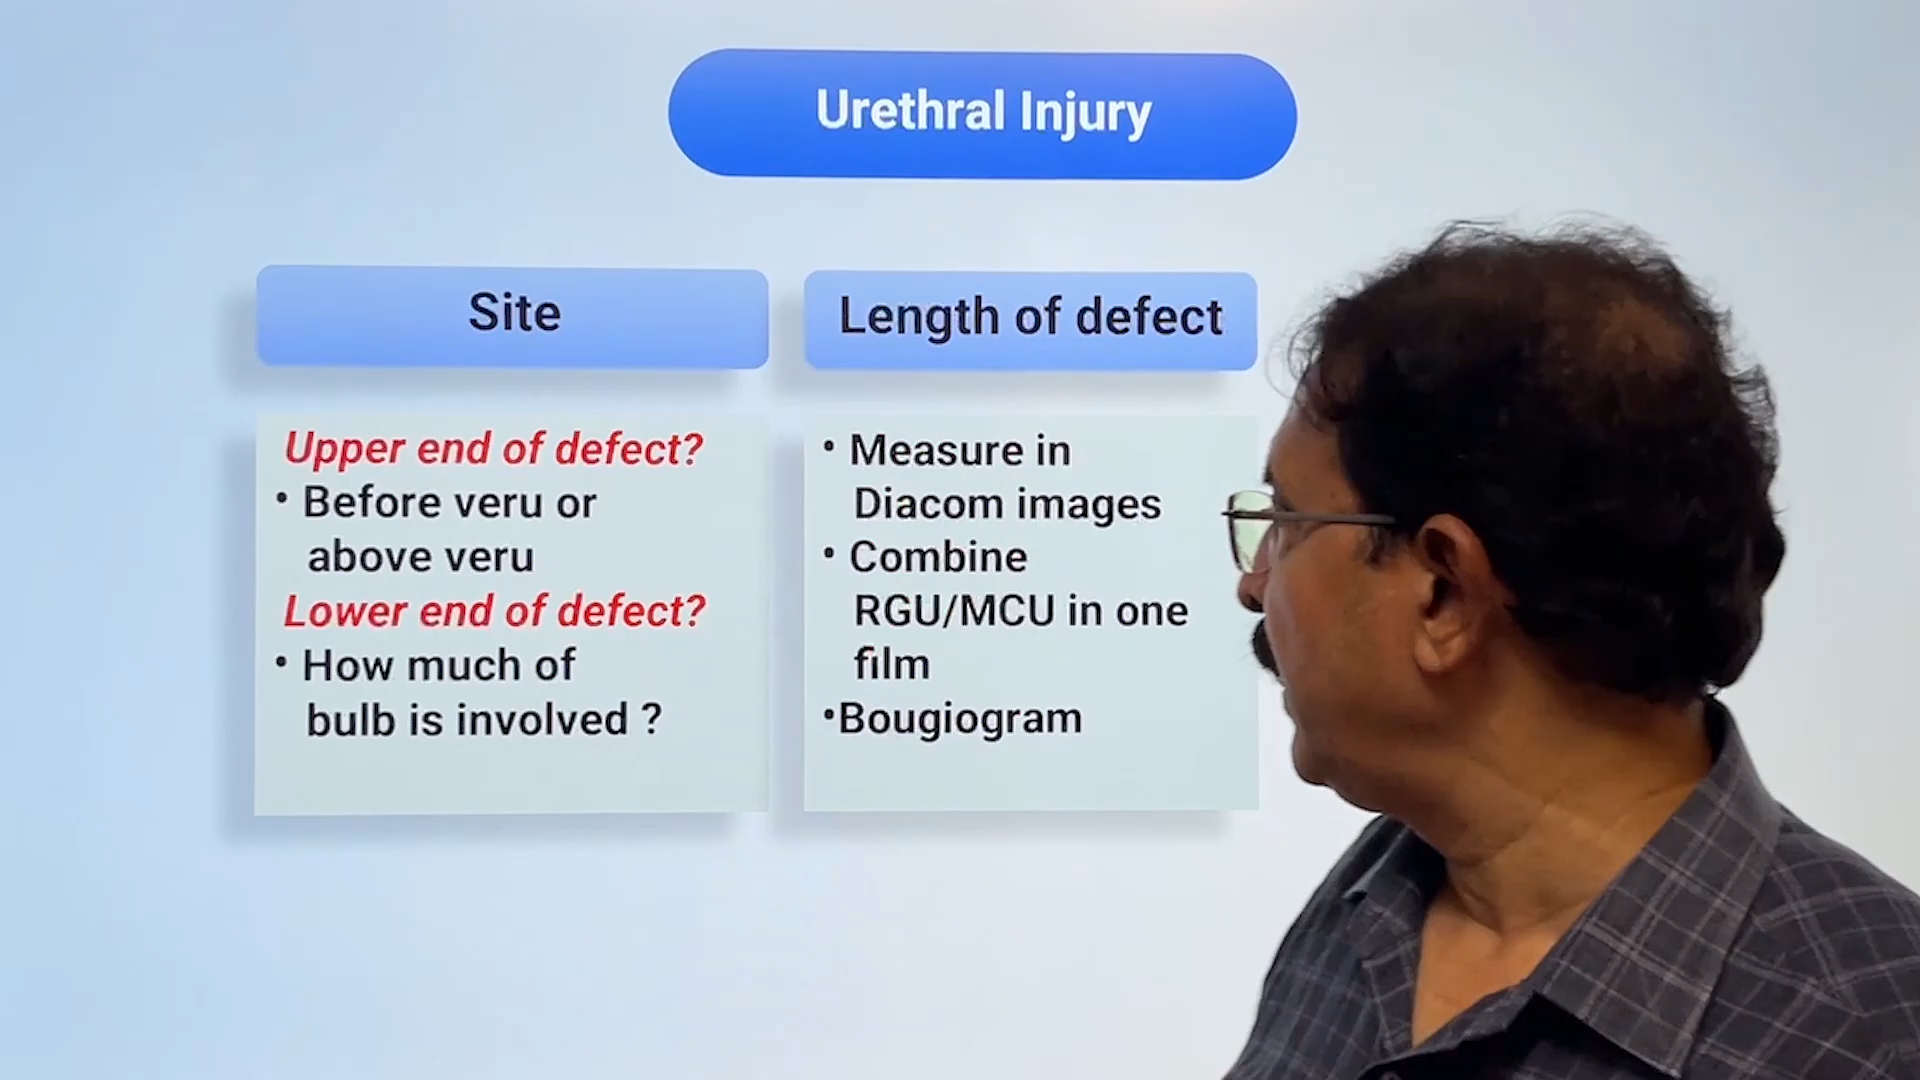 Urethral Injury
Site
Upper end of defect?
• Before veru or
above veru
Lower end of defect?
• How much of
bulb is involved ?
Length of defect
• Measure in
Diacom images
• Combine
RGU/MCU in one
film
•Bougiogram